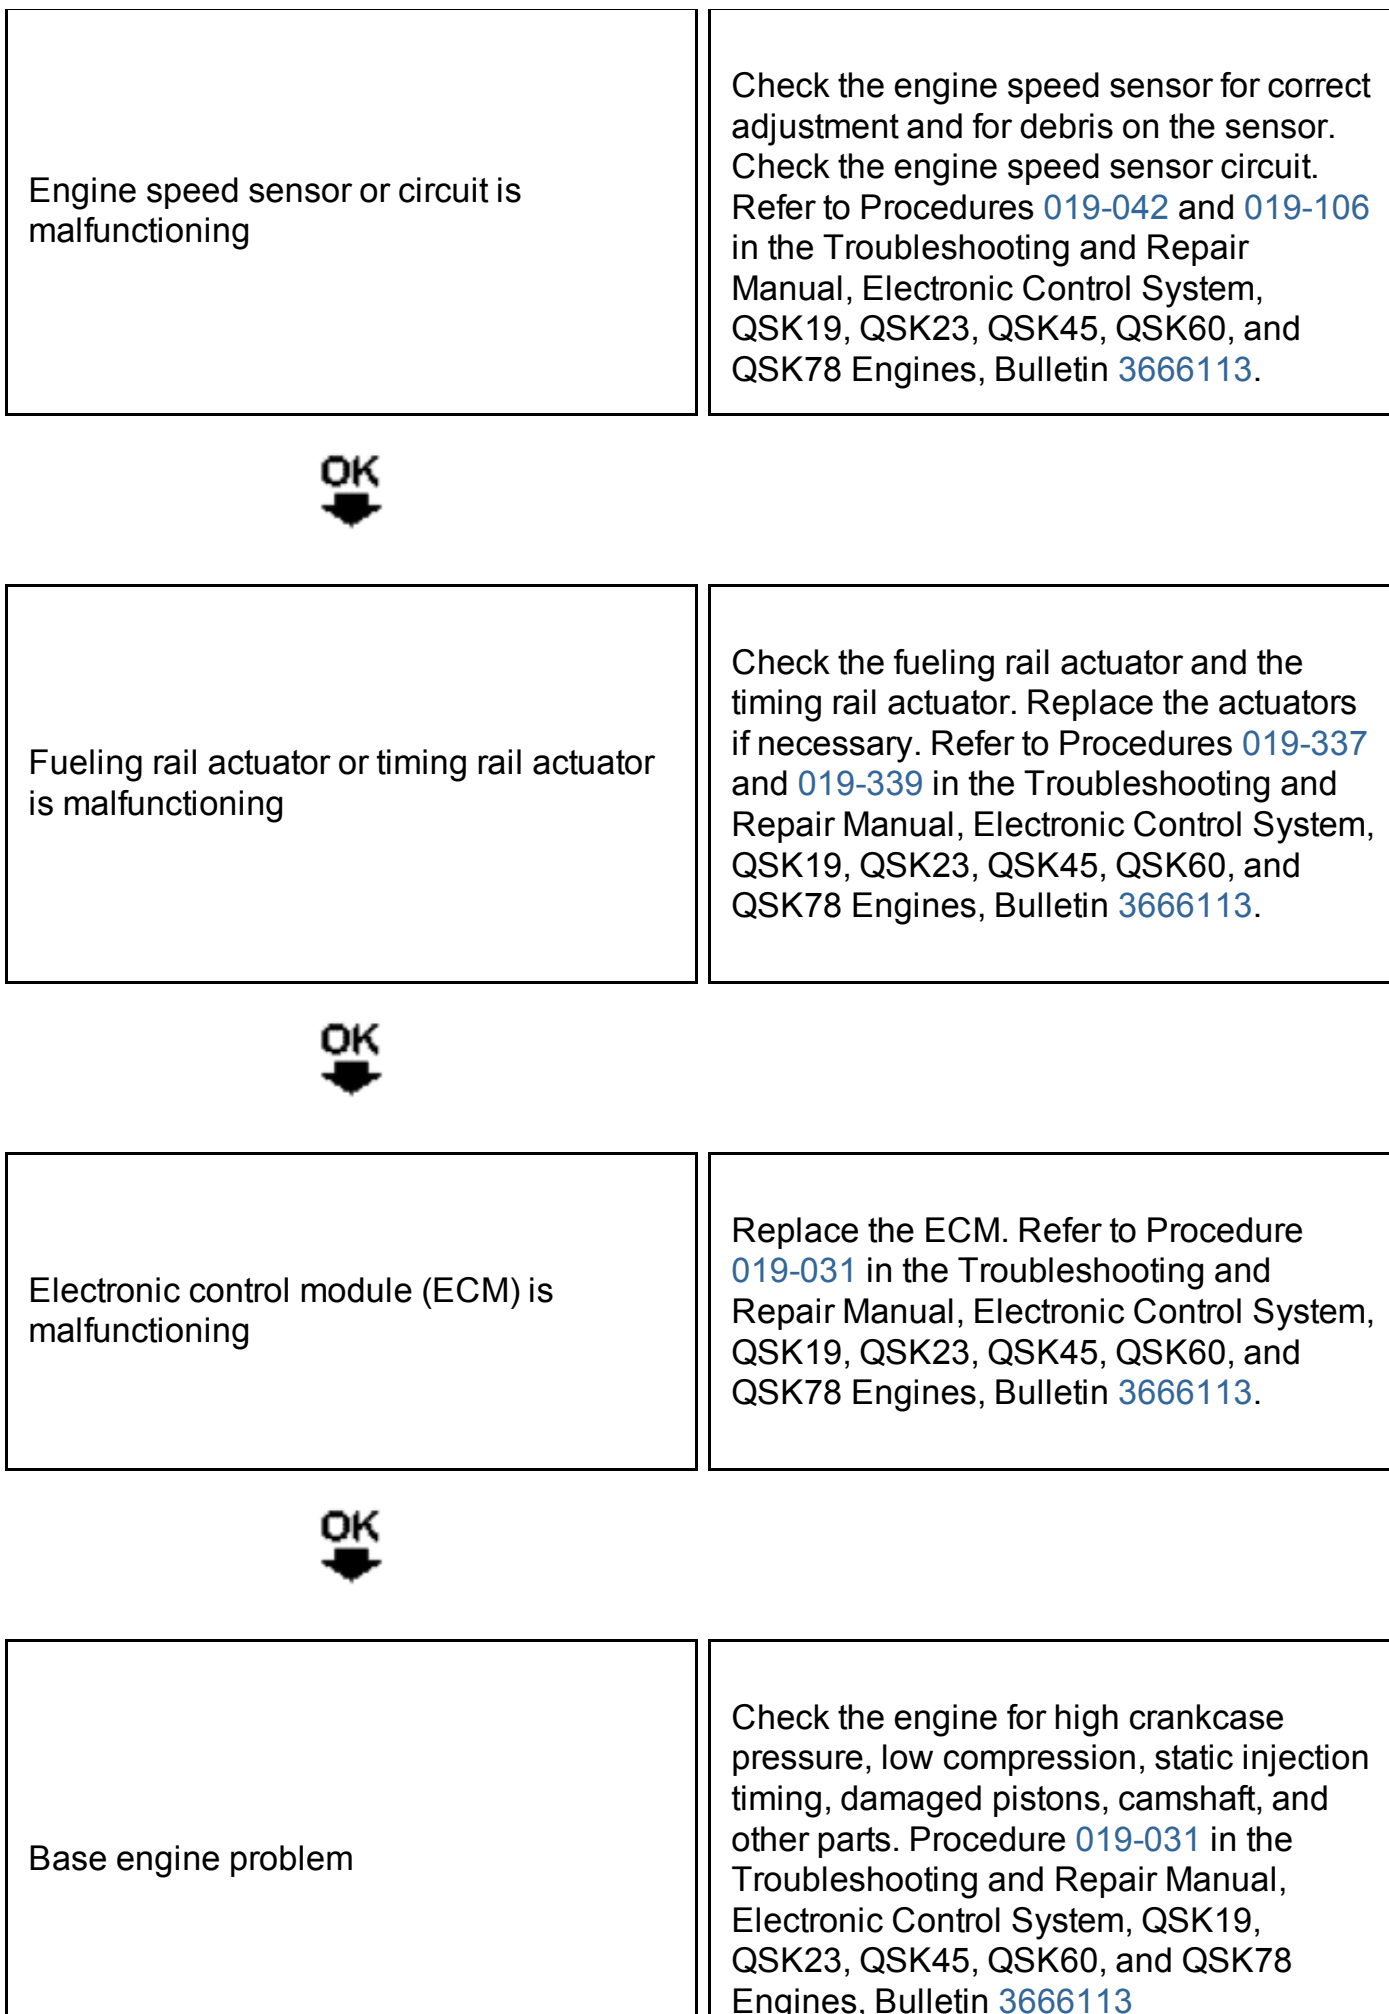 Engine speed sensor or circuit is
malfunctioning
Check the engine speed sensor for correct
adjustment and for debris on the sensor.
Check the engine speed sensor circuit.
Refer to Procedures 019-042 and 019-106
in the Troubleshooting and Repair
Manual, Electronic Control System,
QSK19, QSK23, QSK45, QSK60, and
QSK78 Engines, Bulletin 3666113.
OK
Fueling rail actuator or timing rail actuator
is malfunctioning
Check the fueling rail actuator and the
timing rail actuator. Replace the actuators
if necessary. Refer to Procedures 019-337
and 019-339 in the Troubleshooting and
Repair Manual, Electronic Control System,
QSK19, QSK23, QSK45, QSK60, and
QSK78 Engines, Bulletin 3666113.
OK
Electronic control module (ECM) is
malfunctioning
Replace the ECM. Refer to Procedure
019-031 in the Troubleshooting and
Repair Manual, Electronic Control System,
QSK19, QSK23, QSK45, QSK60, and
QSK78 Engines, Bulletin 3666113.
OK
Base engine problem
Check the engine for high crankcase
pressure, low compression, static injection
timing, damaged pistons, camshaft, and
other parts. Procedure 019-031 in the
Troubleshooting and Repair Manual,
Electronic Control System, QSK19,
QSK23, QSK45, QSK60, and QSK78
Engines, Bulletin 3666113